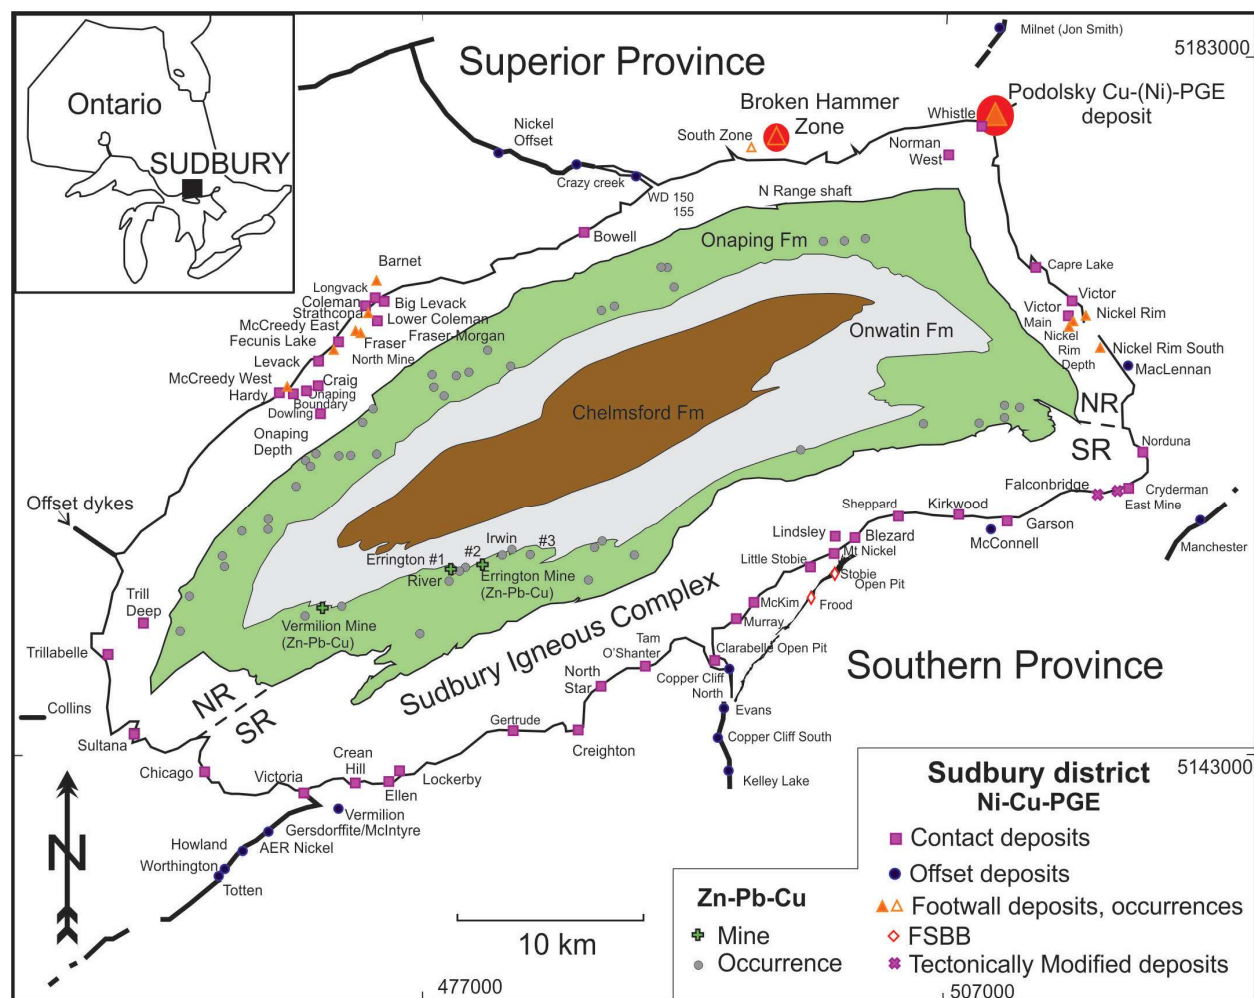 Superior Province
Ontario
SUDBURY
Milnet (Jon Smith)
5183000
Podolsky Cu-(Ni)-PGE
deposit
Whistle
Broken Hammer
Zone
South Zone
Norman
West
Nickel
Offset
Crazy creek
WD 150
155
N Range shaft
Bowell
Onaping Fm
Onwatin Fm
Chelmsford Fm
Barnet
Longvack
Coleman
Big Levack
Strathcona
Lower Coleman
McCreedy East
Fraser-Morgan
Fecunis Lake
Fraser
North Mine
Levack
McCreedy West
Craig
Hardy
Onaping
Boundary
Dowling
Onaping
Depth
Capre Lake
Victor
Victor
Main
Nickel Rim
Nickel
Rim
Depth
Nickel Rim South
MacLennan
NR
SR
Norduna
Falconbridge
Cryderman
East Mine
Manchester
Sheppard
Kirkwood
Garson
McConnell
Lindsley
Blezard
Mt Nickel
Little Stobie
Stobie
Open Pit
Frood
McKim
Murray
Clarabelle Open Pit
Copper Cliff
North
Evans
Copper Cliff South
Kelley Lake
Southern Province
Sudbury Igneous Complex
Offset dykes
Irwin
#3
#2
Errington #1
River
Errington Mine
(Zn-Pb-Cu)
Vermilion Mine
(Zn-Pb-Cu)
Trill
Deep
Trillabelle
Collins
NR
SR
Sultana
Chicago
Tam
O'Shanter
North
Star
Gertrude
Creighton
Crean
Hill
Victoria
Lockerby
Ellen
Vermilion
Gersdorffite/McIntyre
Howland
AER Nickel
Worthington
Totten
N
10 km
5143000
Sudbury district
Ni-Cu-PGE
Contact deposits
Offset deposits
Footwall deposits, occurrences
FSBB
Tectonically Modified deposits
Zn-Pb-Cu
Mine
Occurrence
477000
507000